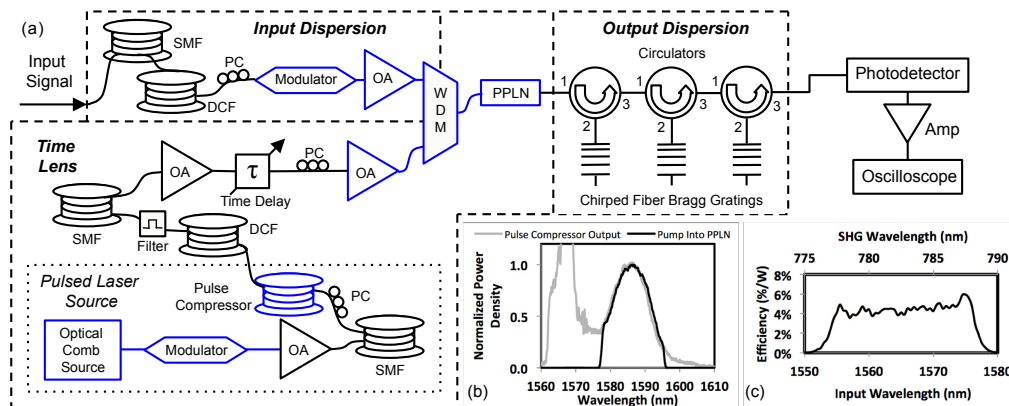 (a)
Input Dispersion
Output Dispersion
Input
Signal
SMF
DCF
PC
Modulator
OA
W
D
M
PPLN
Circulators
1
2
3
1
2
3
1
2
3
Chirped Fiber Bragg Gratings
Photodetector
Amp
Oscilloscope
Time
Lens
OA
τ
Time Delay
PC
OA
SMF
Filter
DCF
Pulsed Laser
Source
Pulse
Compressor
PC
Optical
Comb
Source
Modulator
OA
SMF
Pulse Compressor Output
Pump Into PPLN
Normalized Power
Density
1.0
0.5
0.0
1560 1570 1580 1590 1600 1610
Wavelength (nm)
(b)
(c)
SHG Wavelength (nm)
775 780 785 790
Efficiency (%/W)
8%
6%
4%
2%
0%
1550 1560 1570 1580
Input Wavelength (nm)